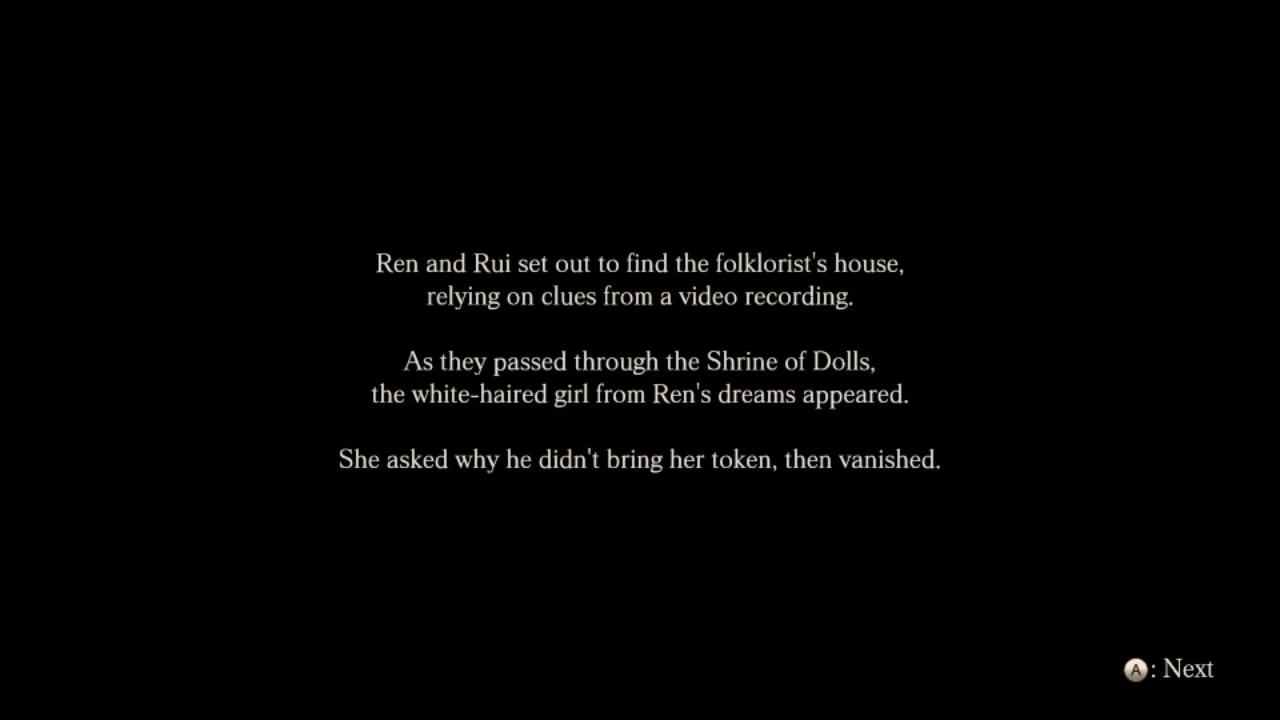 Ren and Rui set out to find the folklorist's house,
relying on clues from a video recording.
As they passed through the Shrine of Dolls,
the white-haired girl from Ren's dreams appeared.
She asked why he didn't bring her token, then vanished.
A: Next